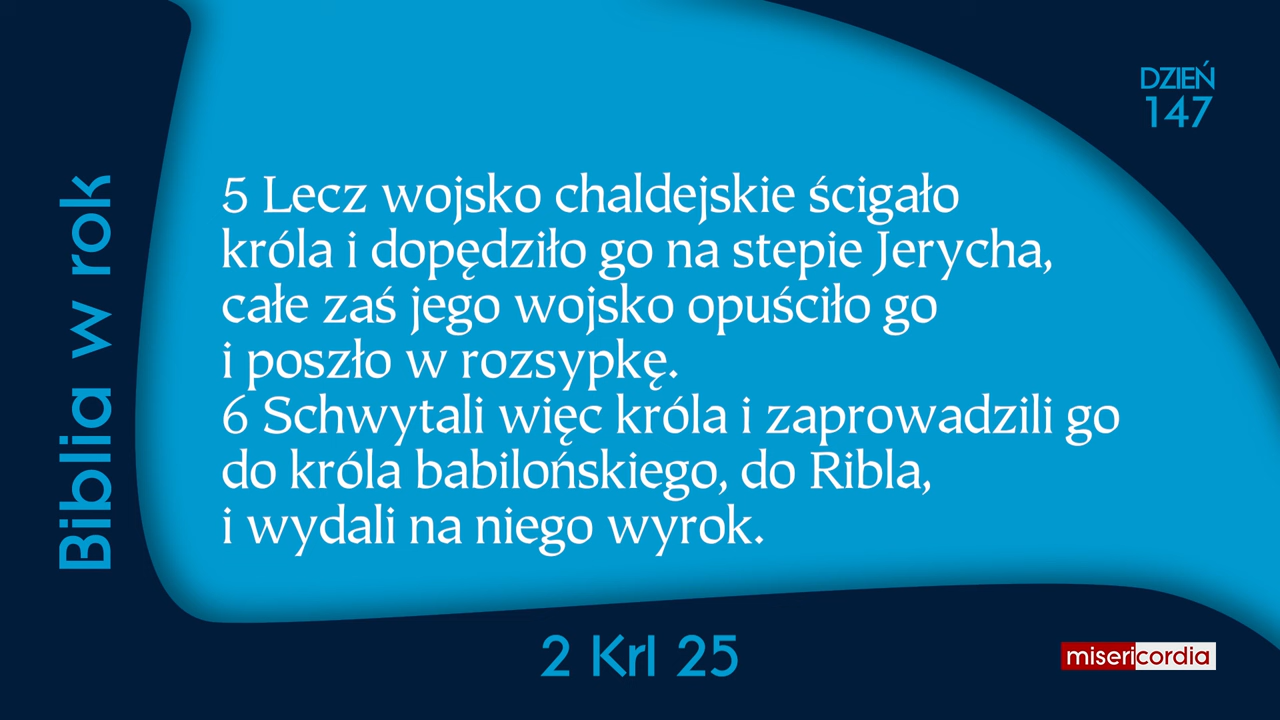 DZIEŃ
147
Biblia w rok
5 Lecz wojsko chaldejskie ścigało
króla i dopędziło go na stepie Jerycha,
całe zaś jego wojsko opuściło go
i poszło w rozsypkę.
6 Schwytali więc króla i zaprowadzili go
do króla babilońskiego, do Ribla,
i wydali na niego wyrok.
2 Krl 25
misericordia